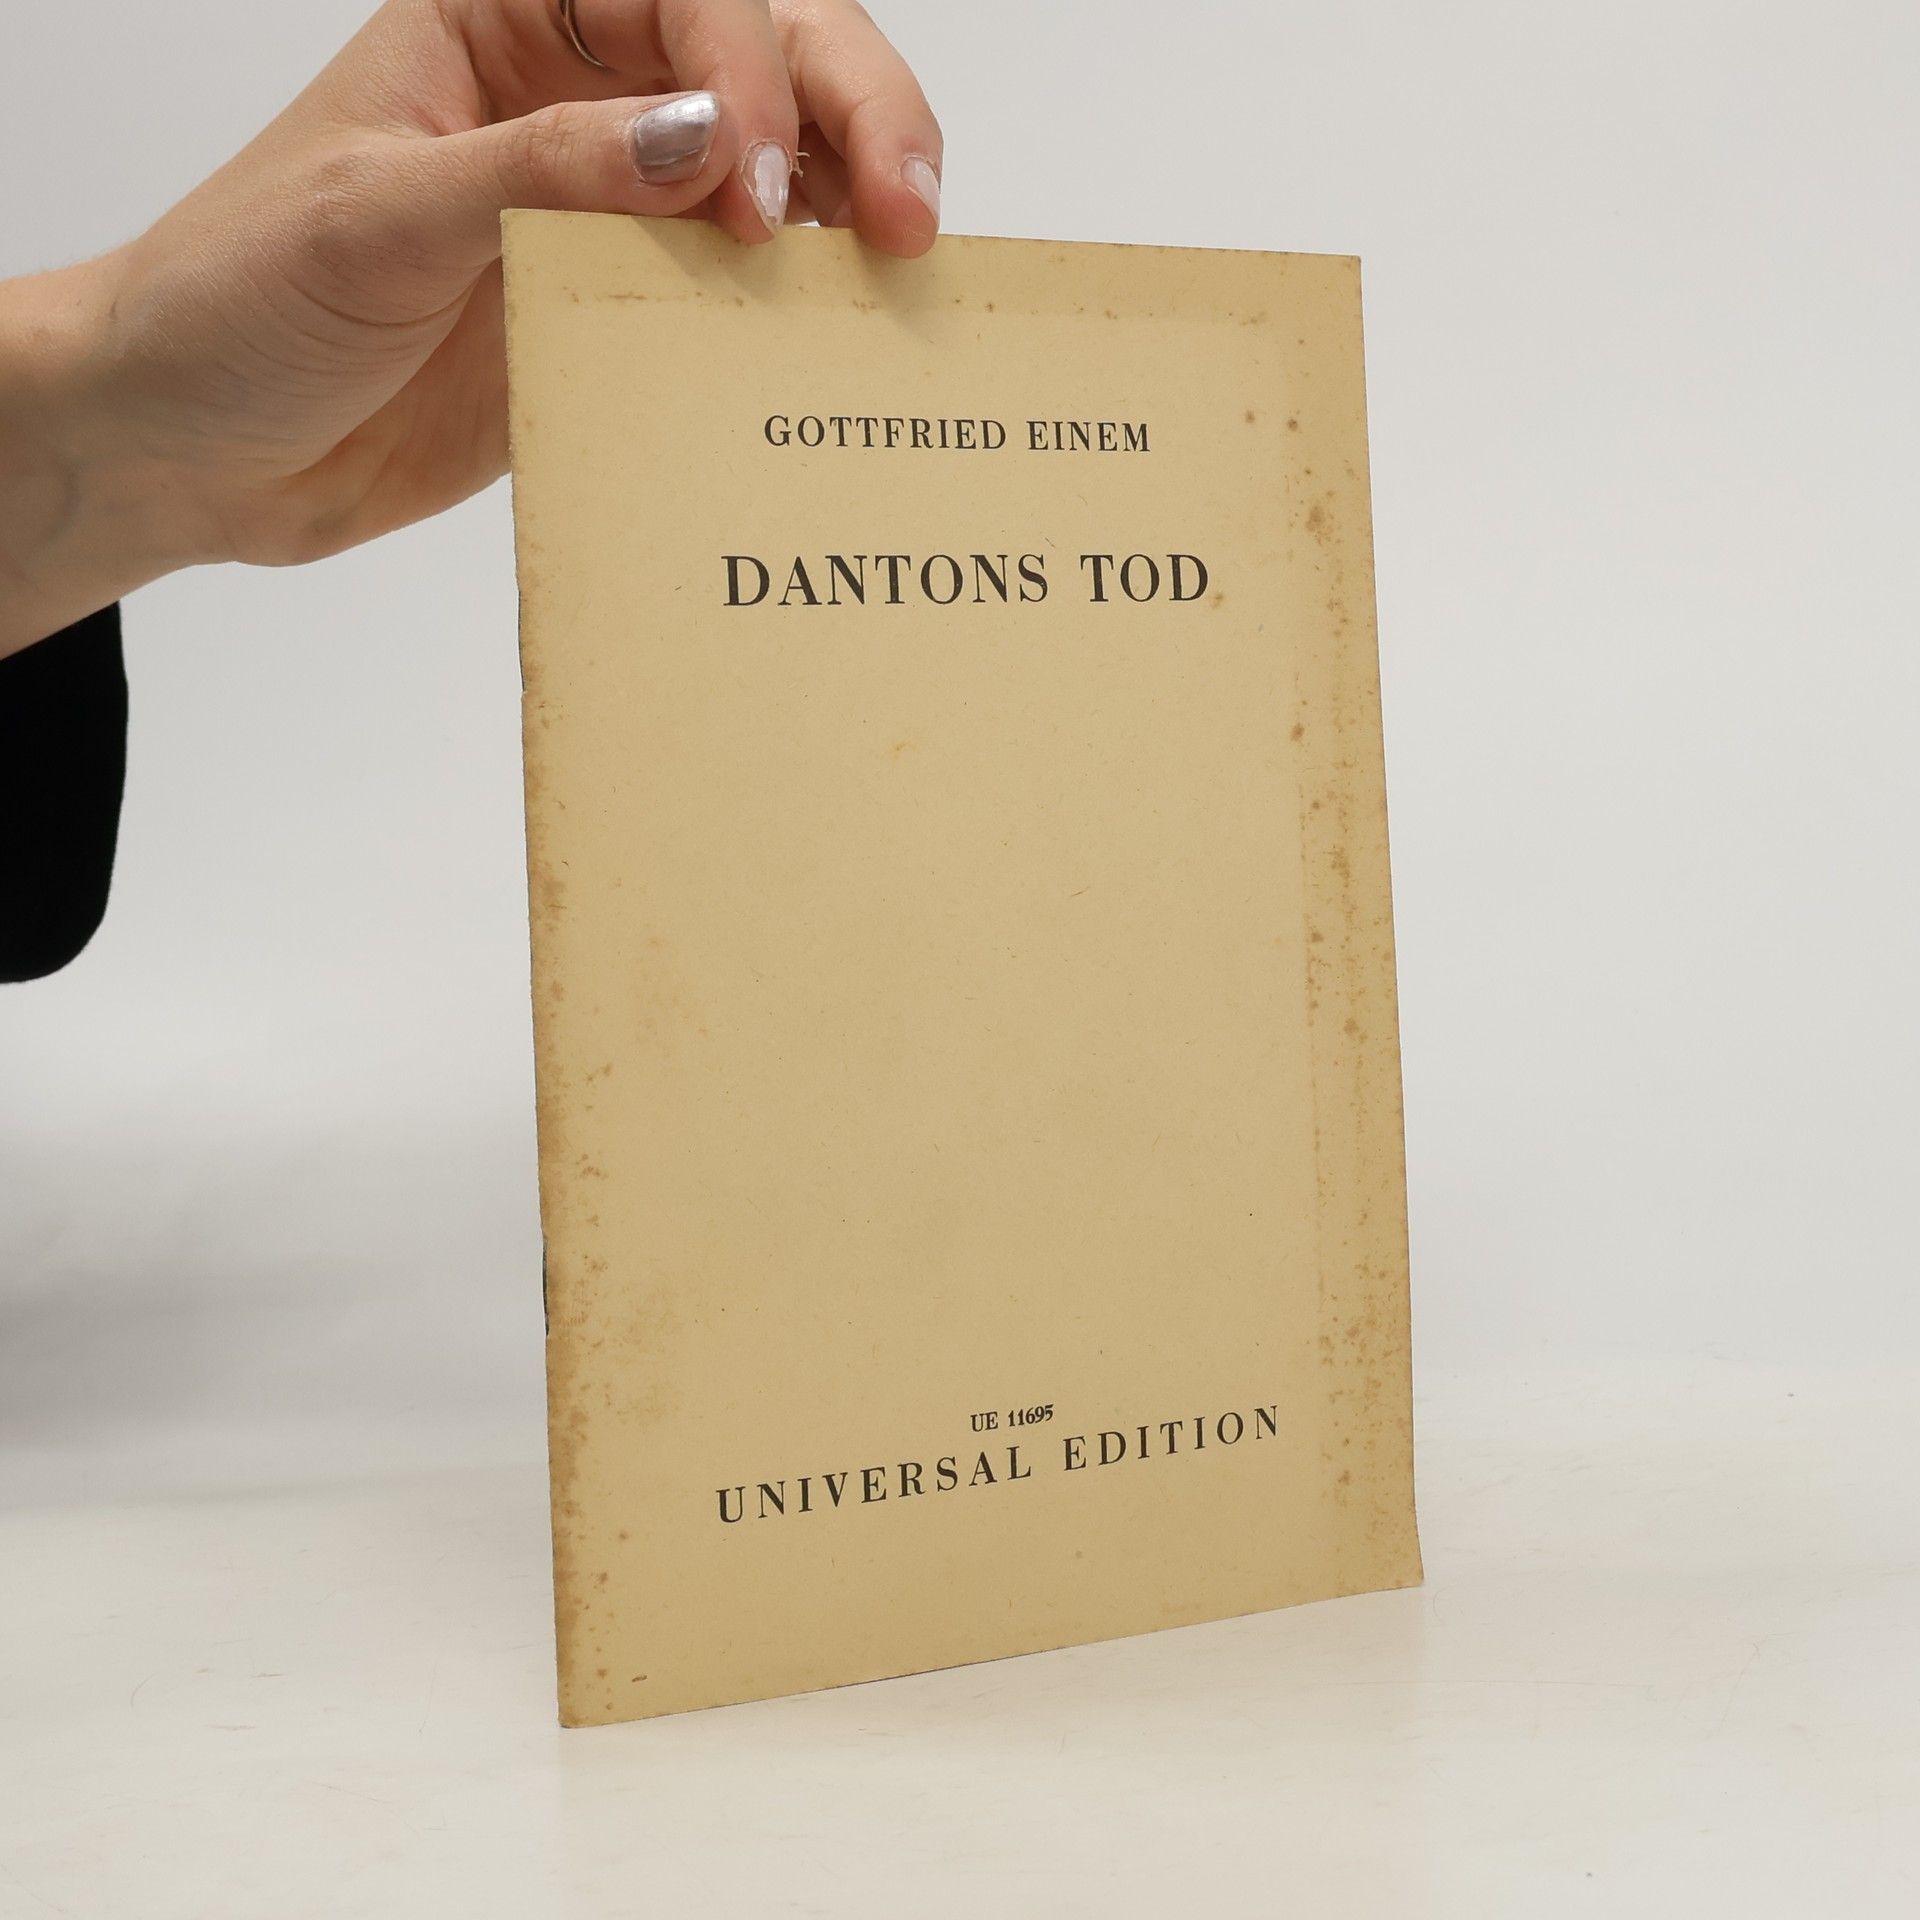 GOTTFRIED EINEM
DANTONS TOD
UE 11695
UNIVERSAL EDITION